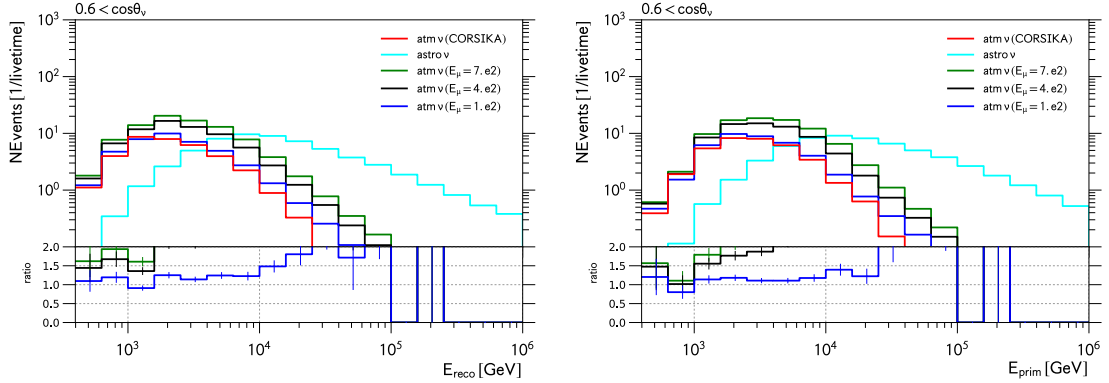 0.6 < cosθν
NEvents [1/livetime]
10³
10²
10¹
10⁰
atm ν (CORSIKA)
astro ν
atm ν (Eμ = 7. e2)
atm ν (Eμ = 4. e2)
atm ν (Eμ = 1. e2)
ratio
2.0
1.5
1.0
0.5
0.0
10³ 10⁴ 10⁵ 10⁶
Ereco [GeV]
0.6 < cosθν
NEvents [1/livetime]
10³
10²
10¹
10⁰
atm ν (CORSIKA)
astro ν
atm ν (Eμ = 7. e2)
atm ν (Eμ = 4. e2)
atm ν (Eμ = 1. e2)
ratio
2.0
1.5
1.0
0.5
0.0
10³ 10⁴ 10⁵ 10⁶
Eprim [GeV]